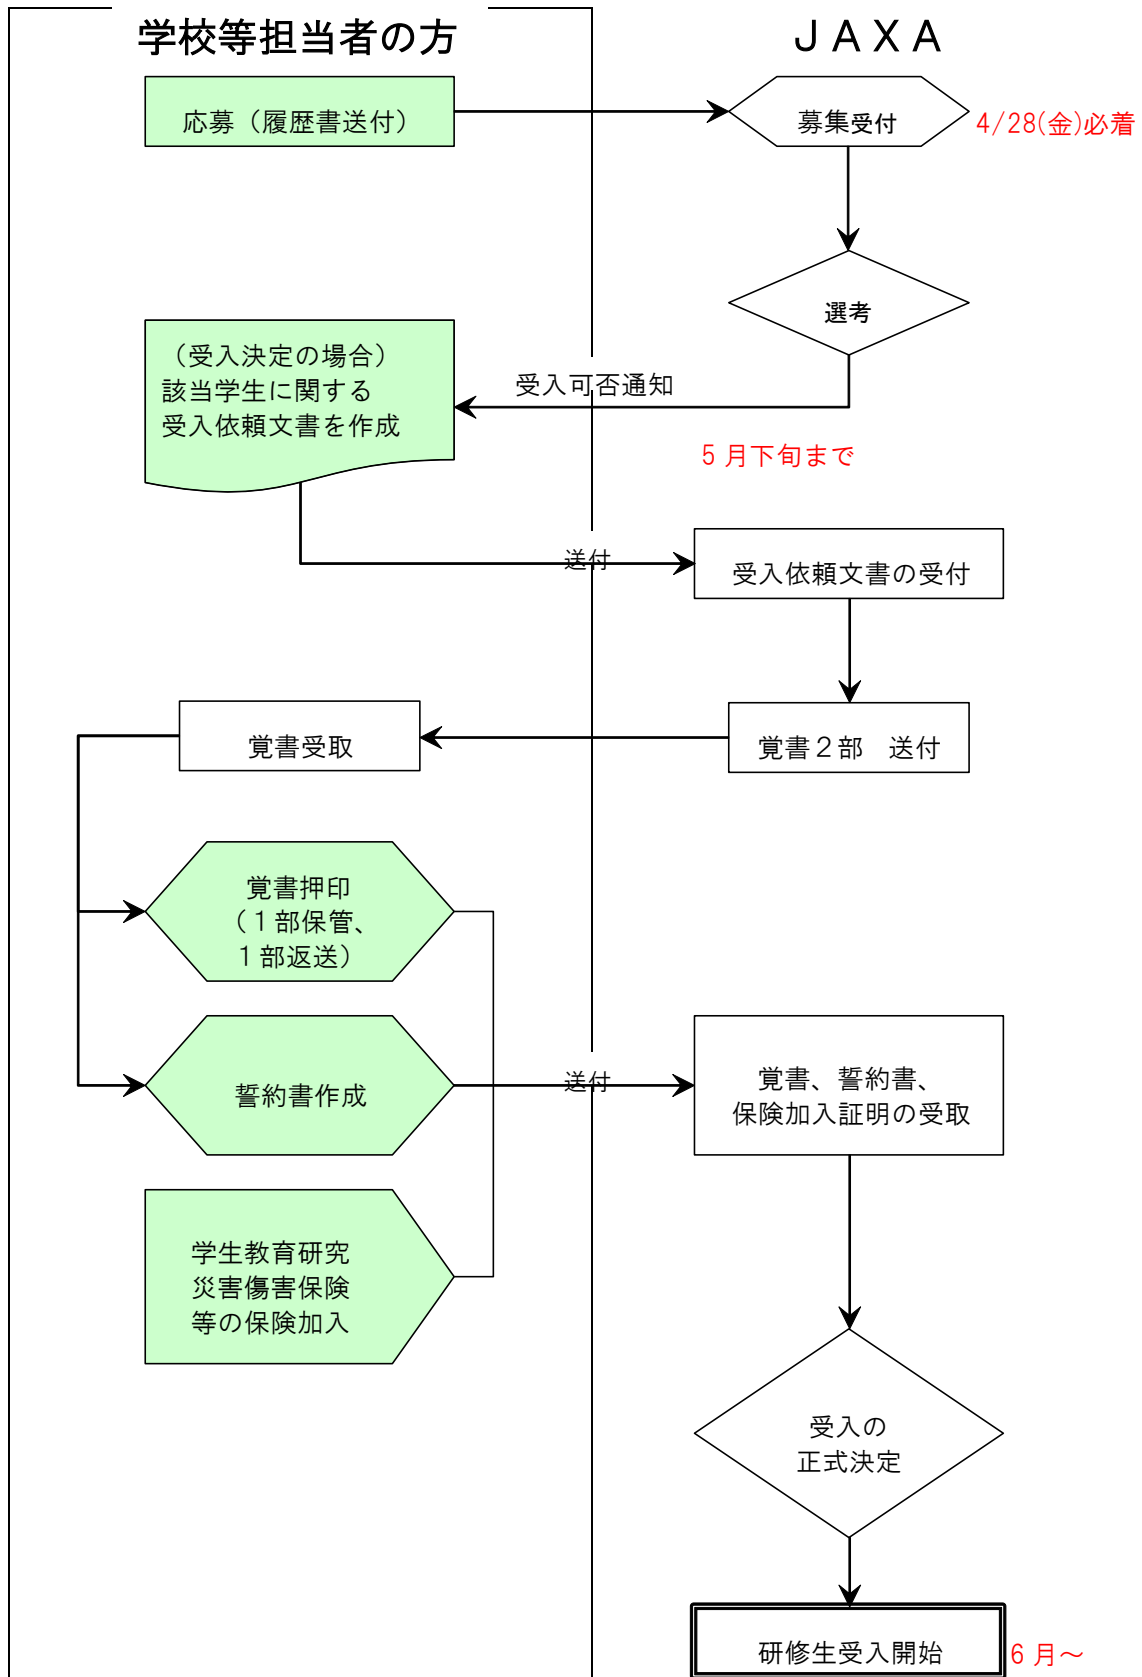 学校等担当者の方
ＪＡＸＡ
応募（履歴書送付）
募集受付
4/28(金)必着
選考
（受入決定の場合）
該当学生に関する
受入依頼文書を作成
受入可否通知
5 月下旬まで
送付
受入依頼文書の受付
覚書受取
覚書２部　送付
覚書押印
（１部保管、
１部返送）
誓約書作成
送付
覚書、誓約書、
保険加入証明の受取
学生教育研究
災害傷害保険
等の保険加入
受入の
正式決定
研修生受入開始
6 月～